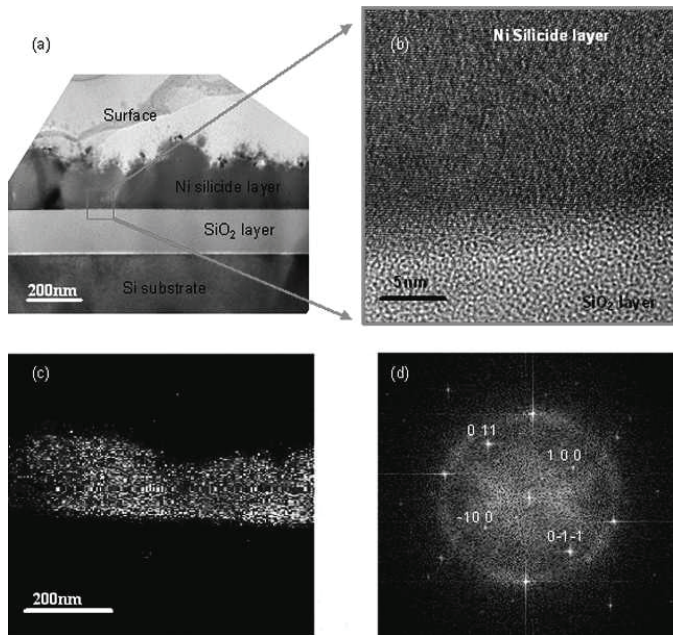 (a)
Surface
Ni silicide layer
SiO₂ layer
Si substrate
200nm
(b)
Ni Silicide layer
5nm
SiO₂ layer
(c)
200nm
(d)
0 11
1 0 0
-10 0
0-1-1